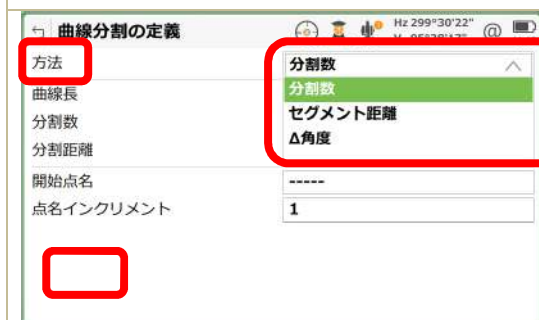 曲線分割の定義
Hz 299°30'22"
方法
分割数
分割数
セグメント距離
Δ角度
曲線長
分割数
分割距離
開始点名
-----
点名インクリメント
1